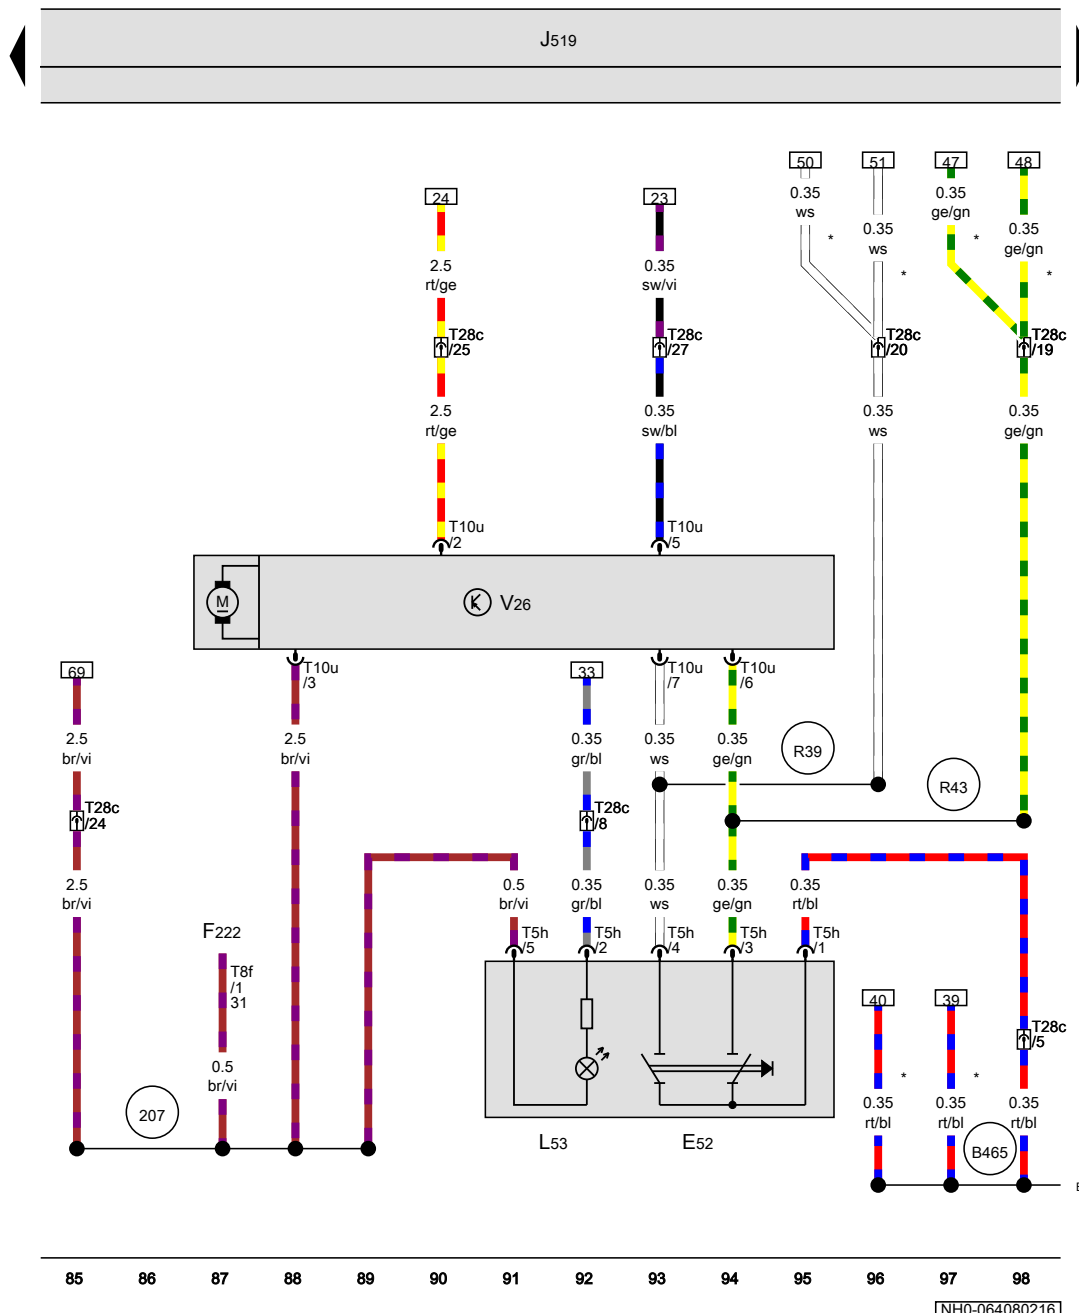 J519
50
51
47
48
24
23
0.35
ws
*
0.35
ws
*
0.35
ge/gn
*
0.35
ge/gn
*
2.5
rt/ge
0.35
sw/vi
T28c
/25
T28c
/27
T28c
/20
T28c
/19
2.5
rt/ge
0.35
sw/bl
0.35
ws
0.35
ge/gn
T10u
/2
T10u
/5
M
V26
69
T10u
/3
33
T10u
/7
T10u
/6
2.5
br/vi
2.5
br/vi
0.35
gr/bl
0.35
ws
0.35
ge/gn
R39
R43
T28c
/24
T28c
/8
2.5
br/vi
0.5
br/vi
0.35
gr/bl
0.35
ws
0.35
ge/gn
0.35
rt/bl
F222
T5h
/5
T5h
/2
T5h
/4
T5h
/3
T5h
/1
T8f
/1
31
40
39
T28c
/5
0.5
br/vi
*
*
0.35
rt/bl
0.35
rt/bl
0.35
rt/bl
207
L53
E52
B465
85 86 87 88 89 90 91 92 93 94 95 96 97 98
NH0-064080216